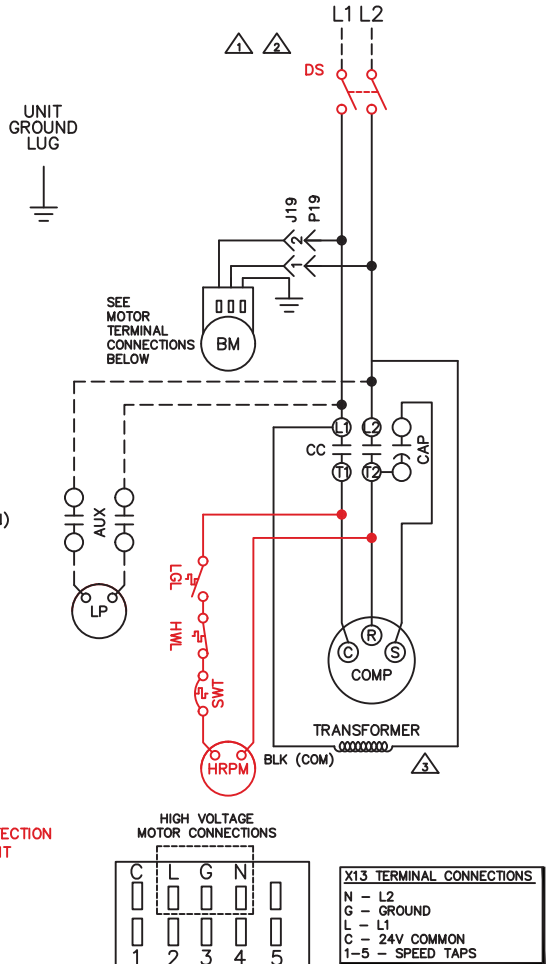 L1 L2
1 2
DS
UNIT
GROUND
LUG
J19
P19
2
1
SEE
MOTOR
TERMINAL
CONNECTIONS
BELOW
BM
L1
L2
CC
CAP
T1
T2
)
AUX
LP
LGL
HWL
SWT
R
C
S
COMP
TRANSFORMER
BLK (COM)
3
HRPM
HIGH VOLTAGE
MOTOR CONNECTIONS
TECTION
IT
C L G N
1 2 3 4 5
X13 TERMINAL CONNECTIONS
N – L2
G – GROUND
L – L1
C – 24V COMMON
1–5 – SPEED TAPS